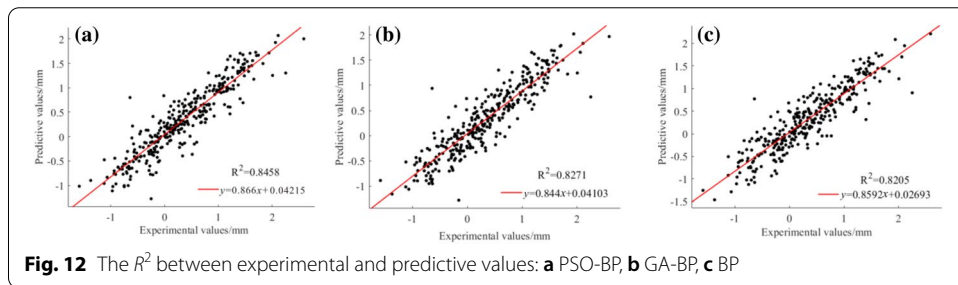 (a)
Predictive values/mm
2
1.5
1
0.5
0
-0.5
-1
R²=0.8458
y=0.866x+0.04215
-1 0 1 2
Experimental values/mm
(b)
Predictive values/mm
2
1.5
1
0.5
0
-0.5
-1
R²=0.8271
y=0.844x+0.04103
-1 0 1 2
Experimental values/mm
(c)
Predictive values/mm
2
1.5
1
0.5
0
-0.5
-1
-1.5
R²=0.8205
y=0.8592x+0.02693
-1 0 1 2
Experimental values/mm
Fig. 12 The R² between experimental and predictive values: a PSO-BP, b GA-BP, c BP